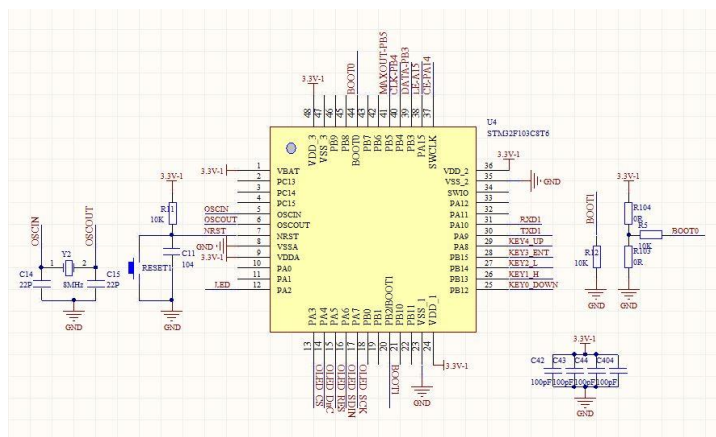 U4
STM32F103C8T6
3.3V-1
BOOT0
MAXOUT-PB5
CLK-PB4
DATA-PB3
LE-A15
CE-PA14
48
47
46
45
44
43
42
41
40
39
38
37
VDD_3
VSS_3
PB9
PB8
BOOT0
PB7
PB6
PB5
PB4
PB3
PA15
SWCLK
3.3V-1 1 VBAT
2 PC13
3 PC14
4 PC15
OSCIN 5 OSCIN
OSCOUT 6 OSCOUT
NRST 7 NRST
GND 8 VSSA
3.3V-1 9 VDDA
10 PA0
11 PA1
LED 12 PA2
VDD_2 36 3.3V-1
VSS_2 35 GND
SWIO 34
PA12 33
PA11 32
PA10 31 RXD1
PA9 30 TXD1
PA8 29 KEY4_UP
PB15 28 KEY3_ENT
PB14 27 KEY2_L
PB13 26 KEY1_H
PB12 25 KEY0_DOWN
PA3
PA4
PA5
PA6
PA7
PB0
PB1
PB2/BOOT1
PB10
PB11
VSS_1
VDD_1
13
14
15
16
17
18
19
20
21
22
23
24
OLED_CS
OLED_D/C
OLED_RES
OLED_SDIN
OLED_SCK
BOOT1
GND
3.3V-1
OSCIN
OSCOUT
Y2
1 2
8MHz
C14
22P
C15
22P
GND
3.3V-1
R11
10K
RESET1
C11
104
GND
BOOT1
R12
10K
GND
3.3V-1
R104
0R
R5
10K
BOOT0
R103
0R
GND
3.3V-1
C42 C43 C44 C404
100pF 100pF 100pF 100pF
GND